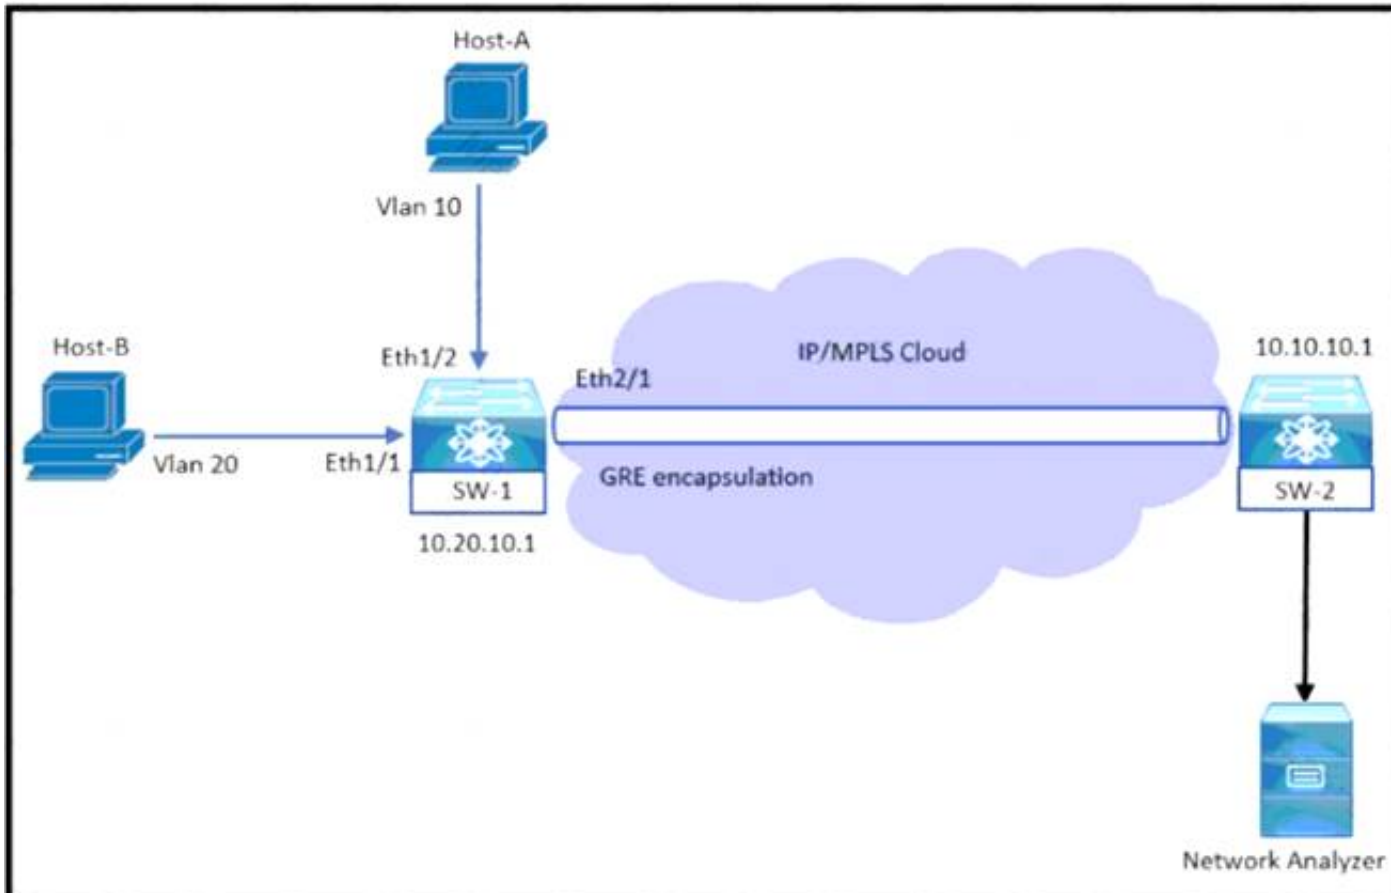 Host-A
Vlan 10
Host-B
Eth1/2
IP/MPLS Cloud
10.10.10.1
Eth2/1
Vlan 20
Eth1/1
GRE encapsulation
SW-1
SW-2
10.20.10.1
Network Analyzer